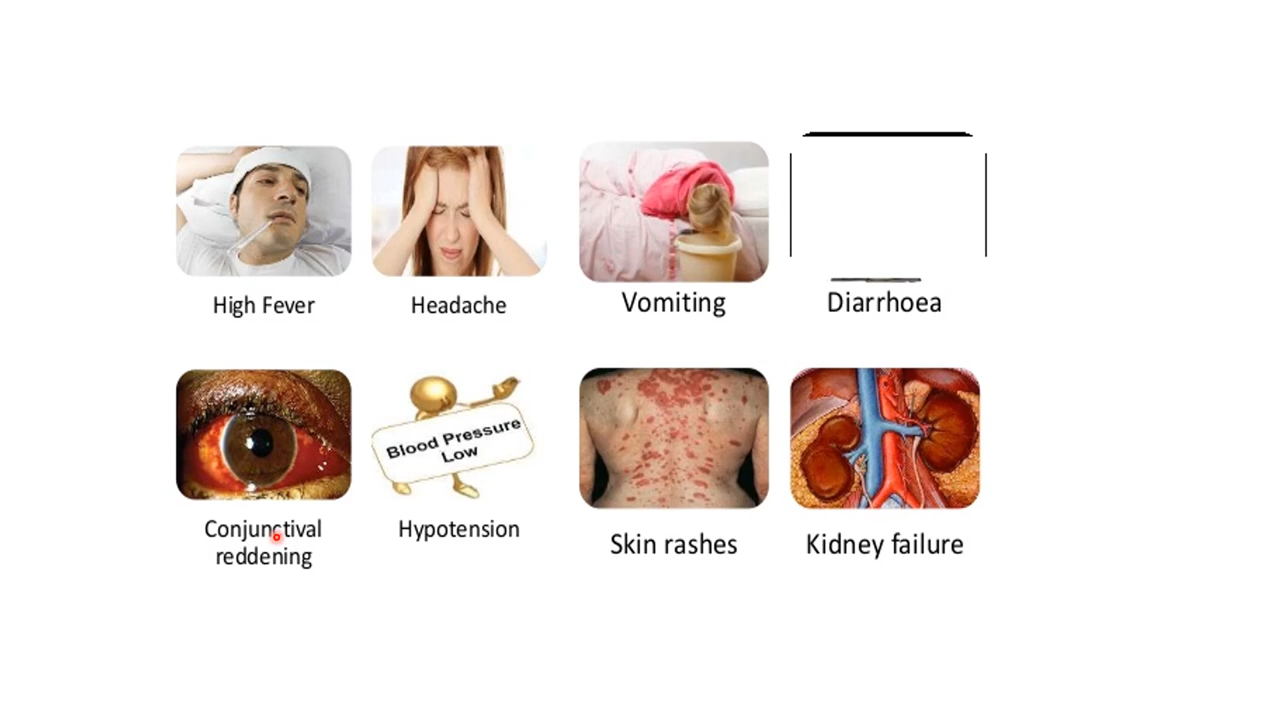 High Fever
Headache
Vomiting
Diarrhoea
Blood Pressure
Low
Conjunctival
reddening
Hypotension
Skin rashes
Kidney failure